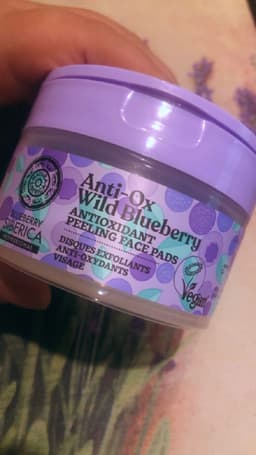 Anti-Ox
Wild Blueberry
ANTIOXIDANT
PEELING FACE PADS
DISQUES EXFOLIANTS
ANTI-OXYDANTS
VISAGE
Vegan